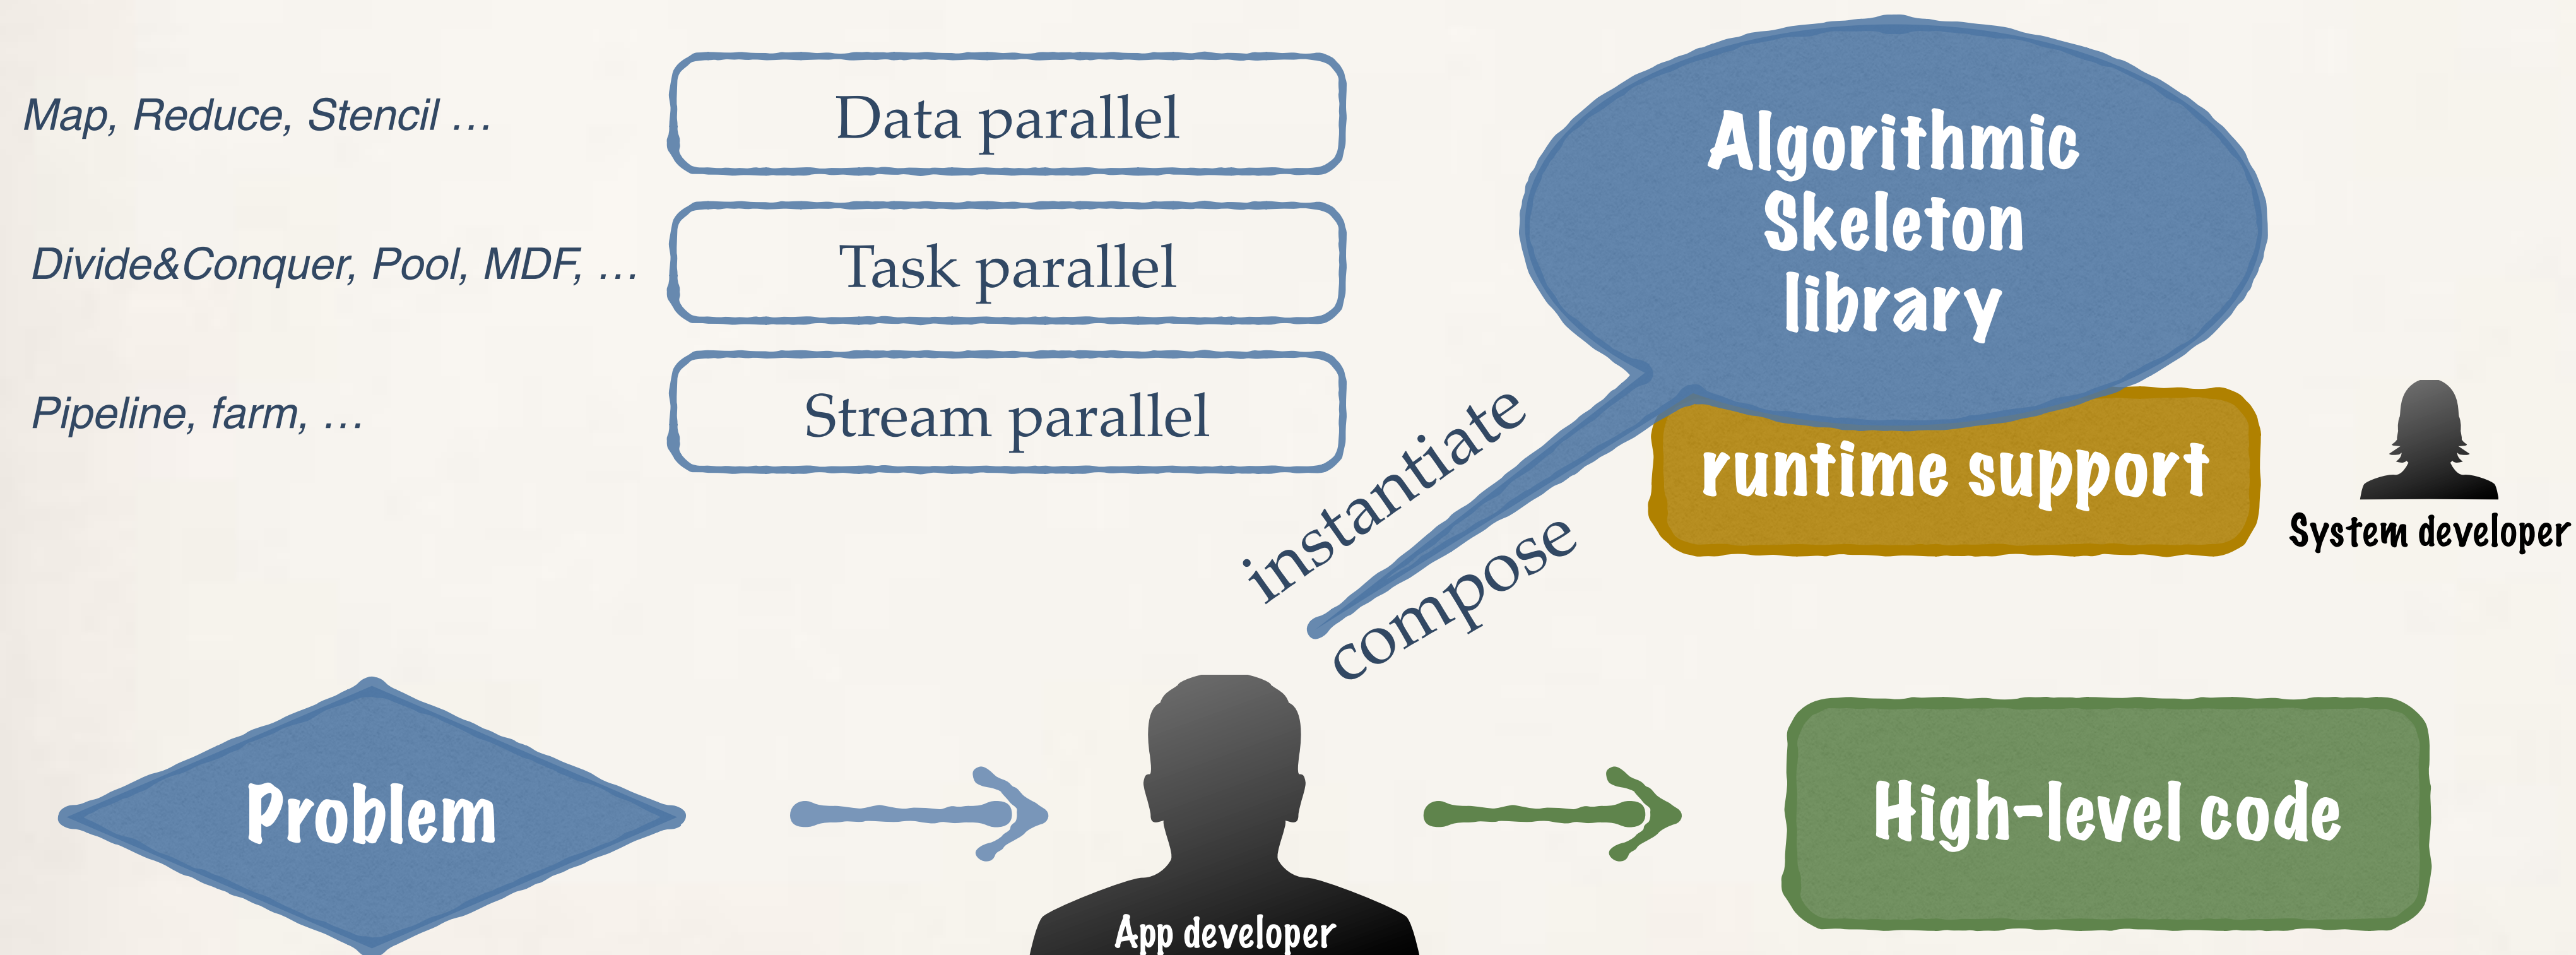 Map, Reduce, Stencil …
Data parallel
Divide&Conquer, Pool, MDF, …
Task parallel
Pipeline, farm, …
Stream parallel
Algorithmic
Skeleton
library
runtime support
System developer
instantiate
compose
Problem
App developer
High-level code